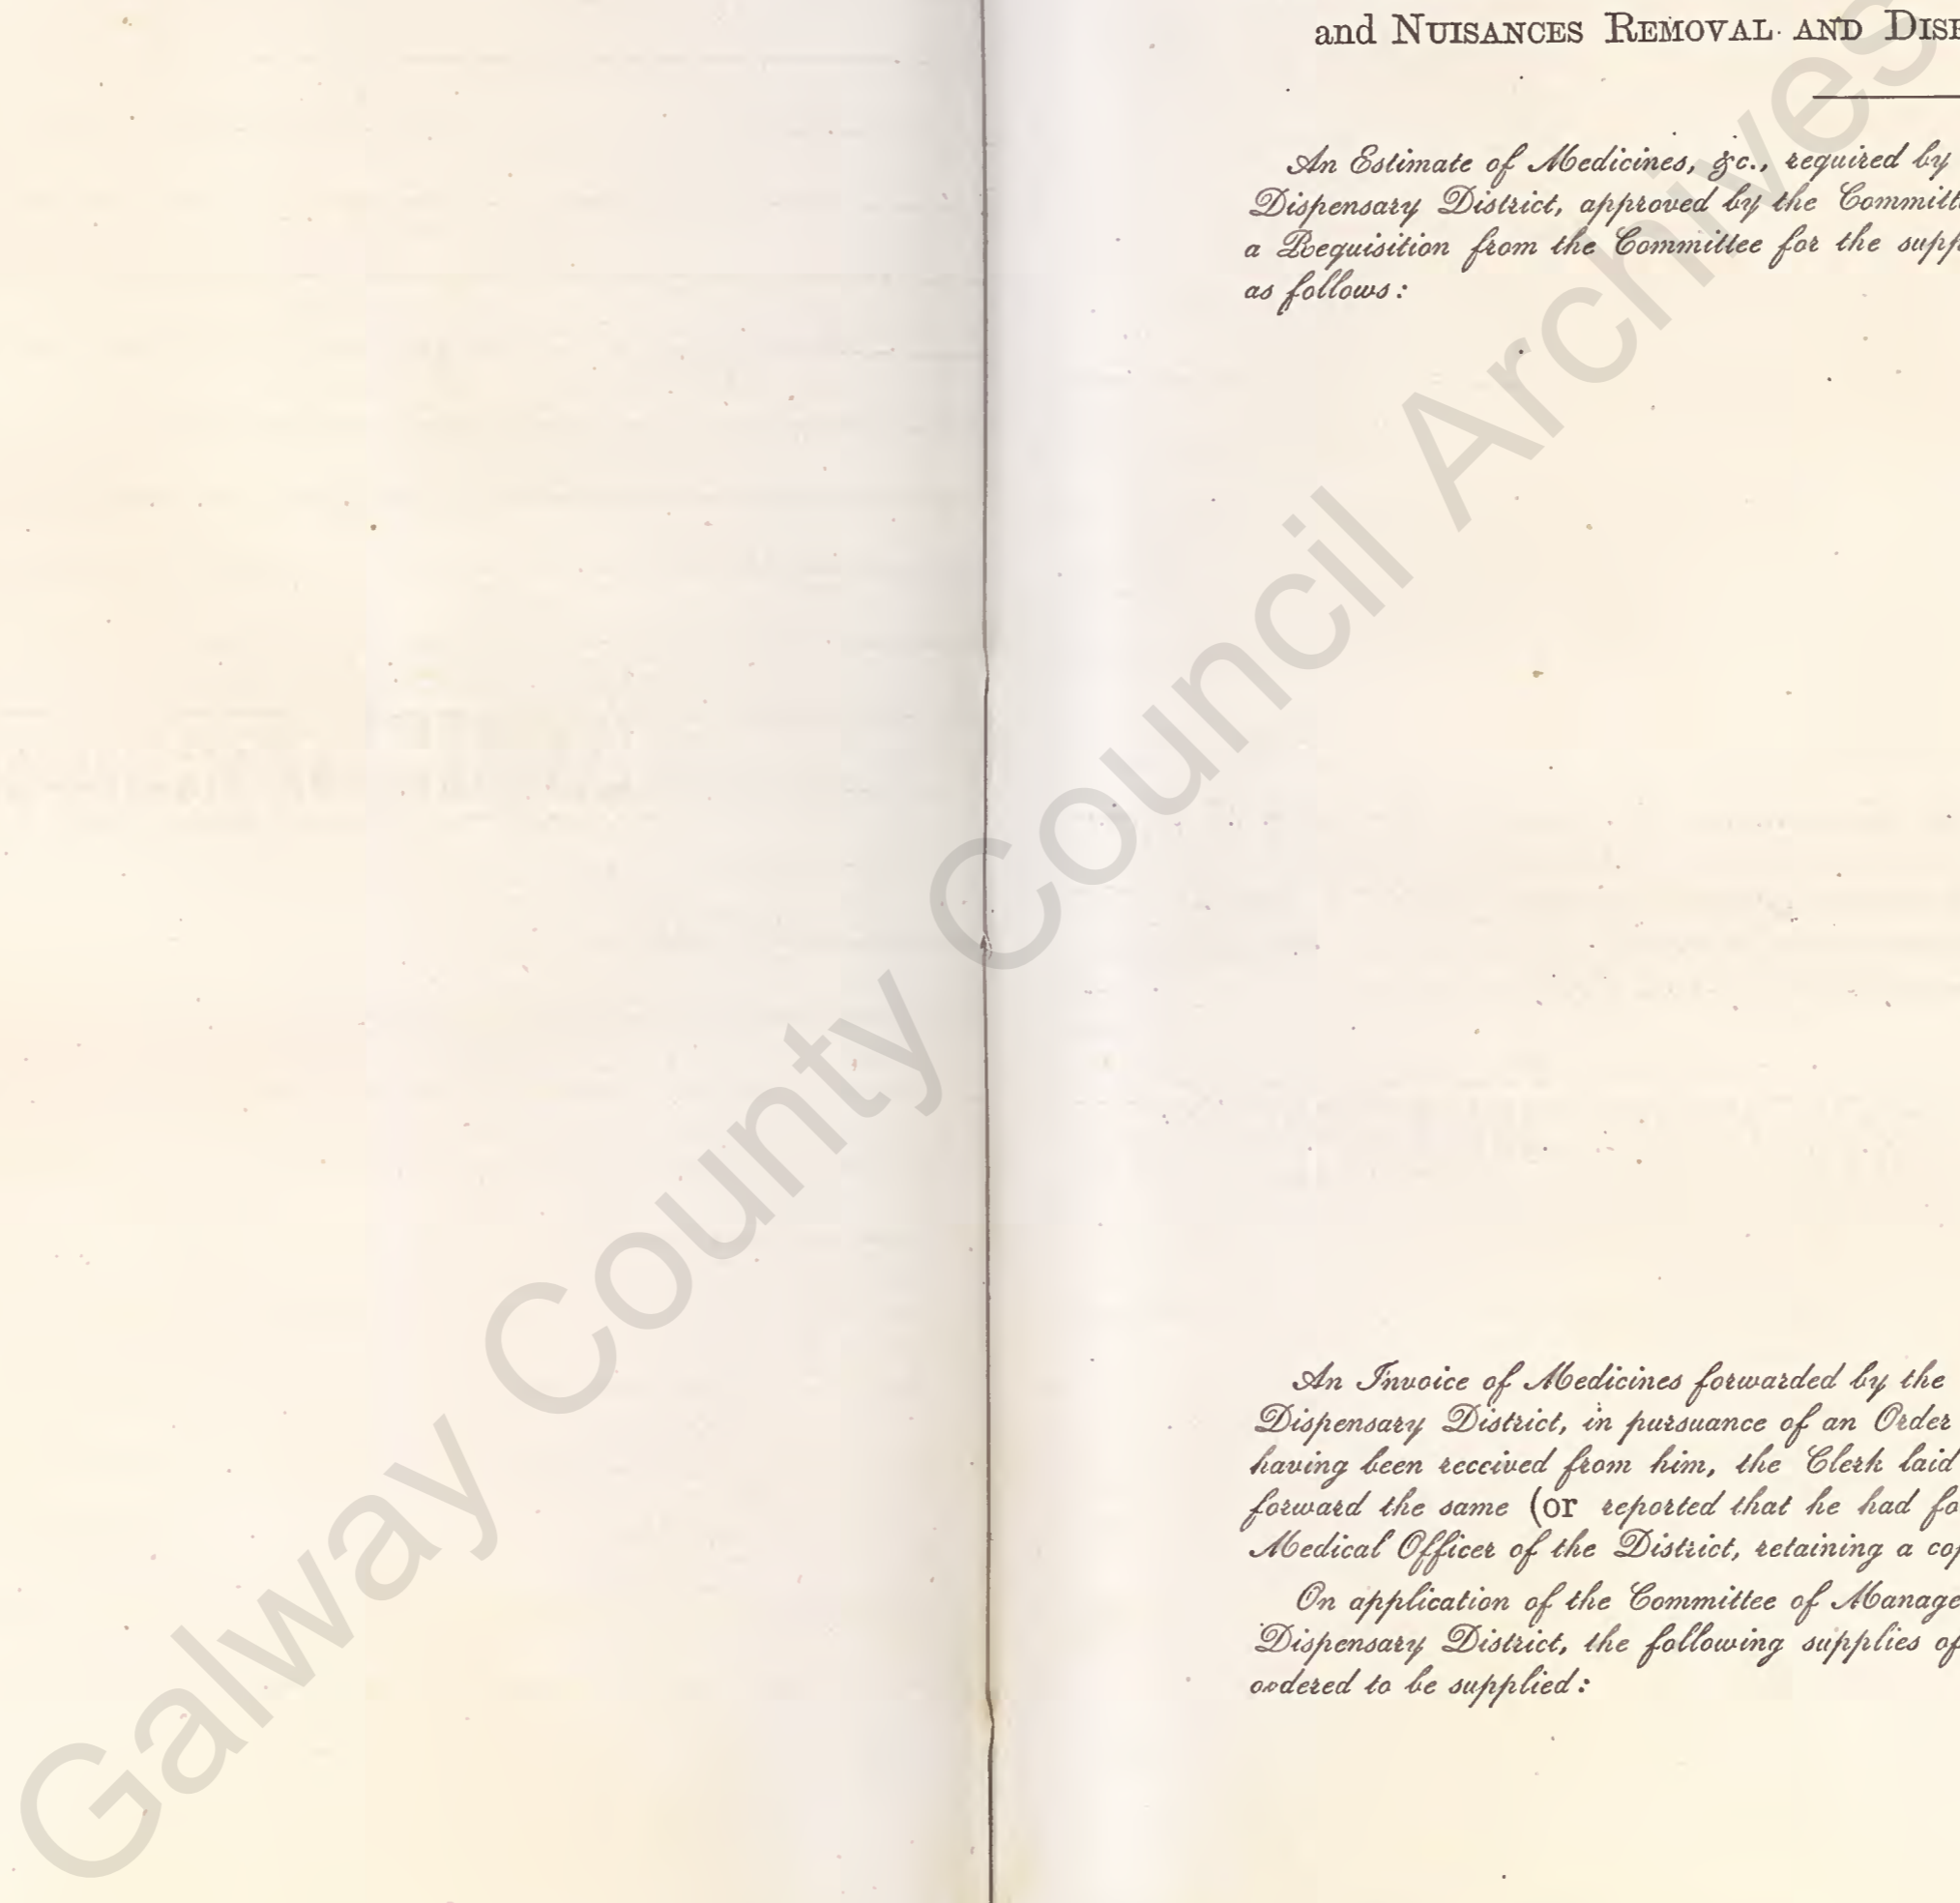 and NUISANCES REMOVAL AND DISE
An Estimate of Medicines, &c., required by
Dispensary District, approved by the Committ
a Requisition from the Committee for the supp
as follows:
An Invoice of Medicines forwarded by the
Dispensary District, in pursuance of an Order
having been received from him, the Clerk laid
forward the same (or reported that he had fo
Medical Officer of the District, retaining a cop
On application of the Committee of Manage
Dispensary District, the following supplies of
ordered to be supplied:
Galway County Council Archives